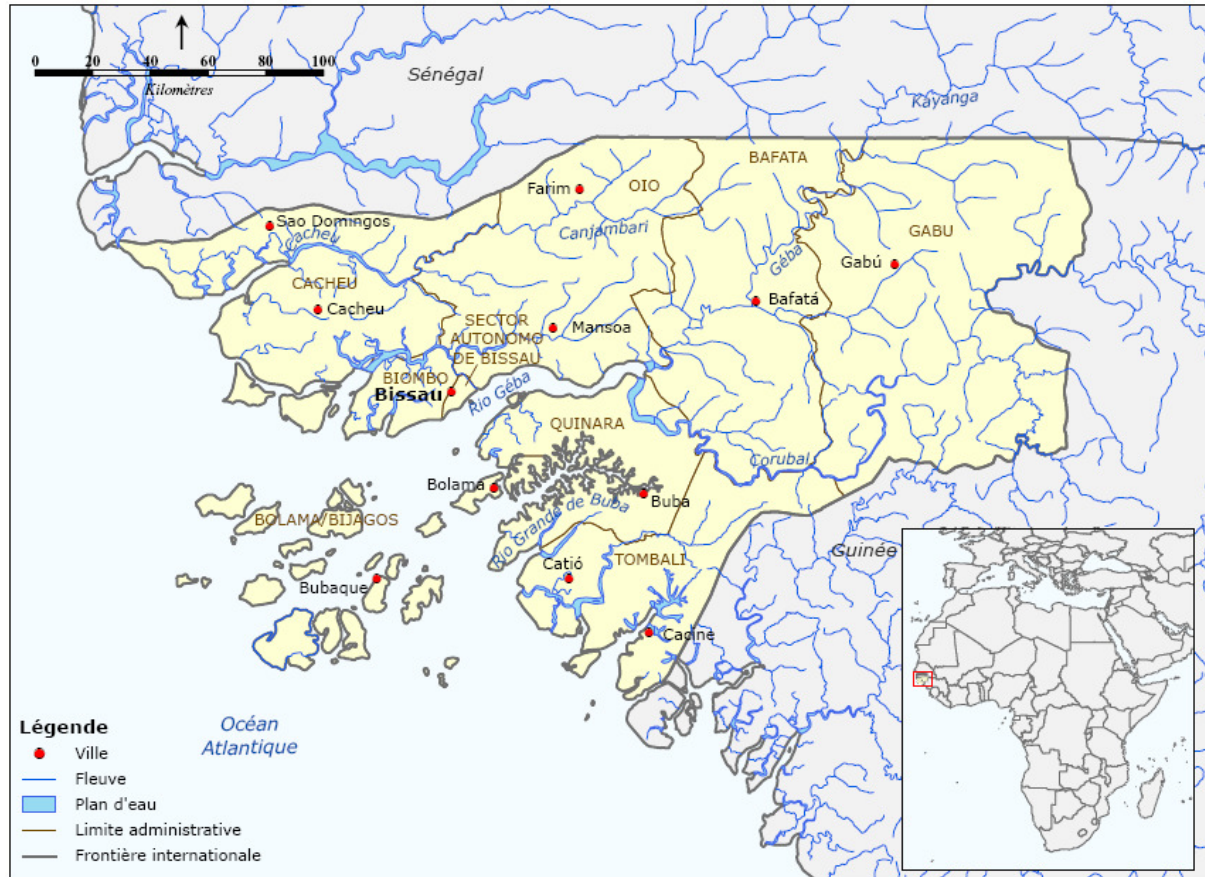 0 20 40 60 80 100
Kilomètres
Sénégal
Kayanga
BAFATA
Farim
OIO
Sao Domingos
Cacheu
Canjambari
GABU
Géba
Gabú
CACHEU
Cacheu
Bafatá
SECTOR
AUTONOMO
DE BISSAU
Mansoa
BIOMBO
Bissau
Rio Géba
QUINARA
Corubal
Bolama
Buba
Rio Grande de Buba
BOLAMA/BIJAGOS
Guinée
Catió
TOMBALI
Bubaque
Cacine
Océan
Atlantique
Légende
Ville
Fleuve
Plan d'eau
Limite administrative
Frontière internationale